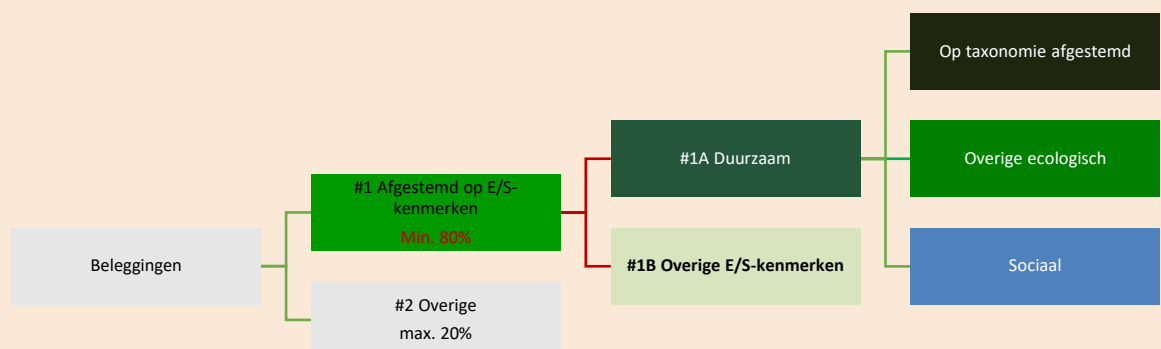 Beleggingen
#1 Afgestemd op E/S-
kenmerken
Min. 80%
#2 Overige
max. 20%
#1A Duurzaam
#1B Overige E/S-kenmerken
Op taxonomie afgestemd
Overige ecologisch
Sociaal